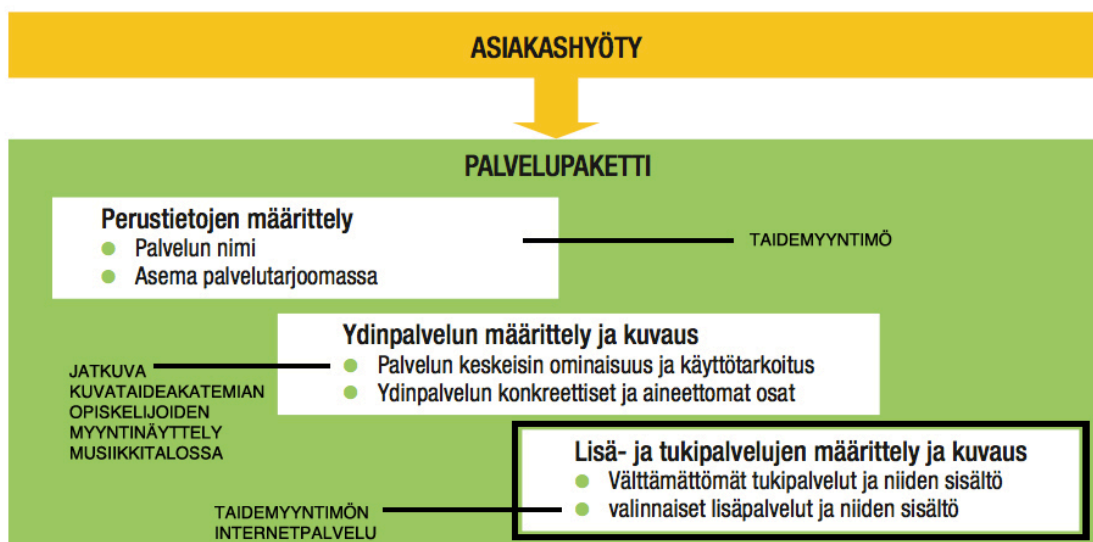 ASIAKASHYÖTY
PALVELUPAKETTI
Perustietojen määrittely
Palvelun nimi
Asema palvelutarjoomassa
TAIDEMYYNTIMÖ
Ydinpalvelun määrittely ja kuvaus
Palvelun keskeisin ominaisuus ja käyttötarkoitus
Ydinpalvelun konkreettiset ja aineettomat osat
JATKUVA
KUVATAIDEAKATEMIAN
OPISKELIJOIDEN
MYYNTINÄYTTELY
MUSIIKKITALOSSA
Lisä- ja tukipalvelujen määrittely ja kuvaus
Välttämättömät tukipalvelut ja niiden sisältö
valinnaiset lisäpalvelut ja niiden sisältö
TAIDEMYYNTIMÖN
INTERNETPALVELU